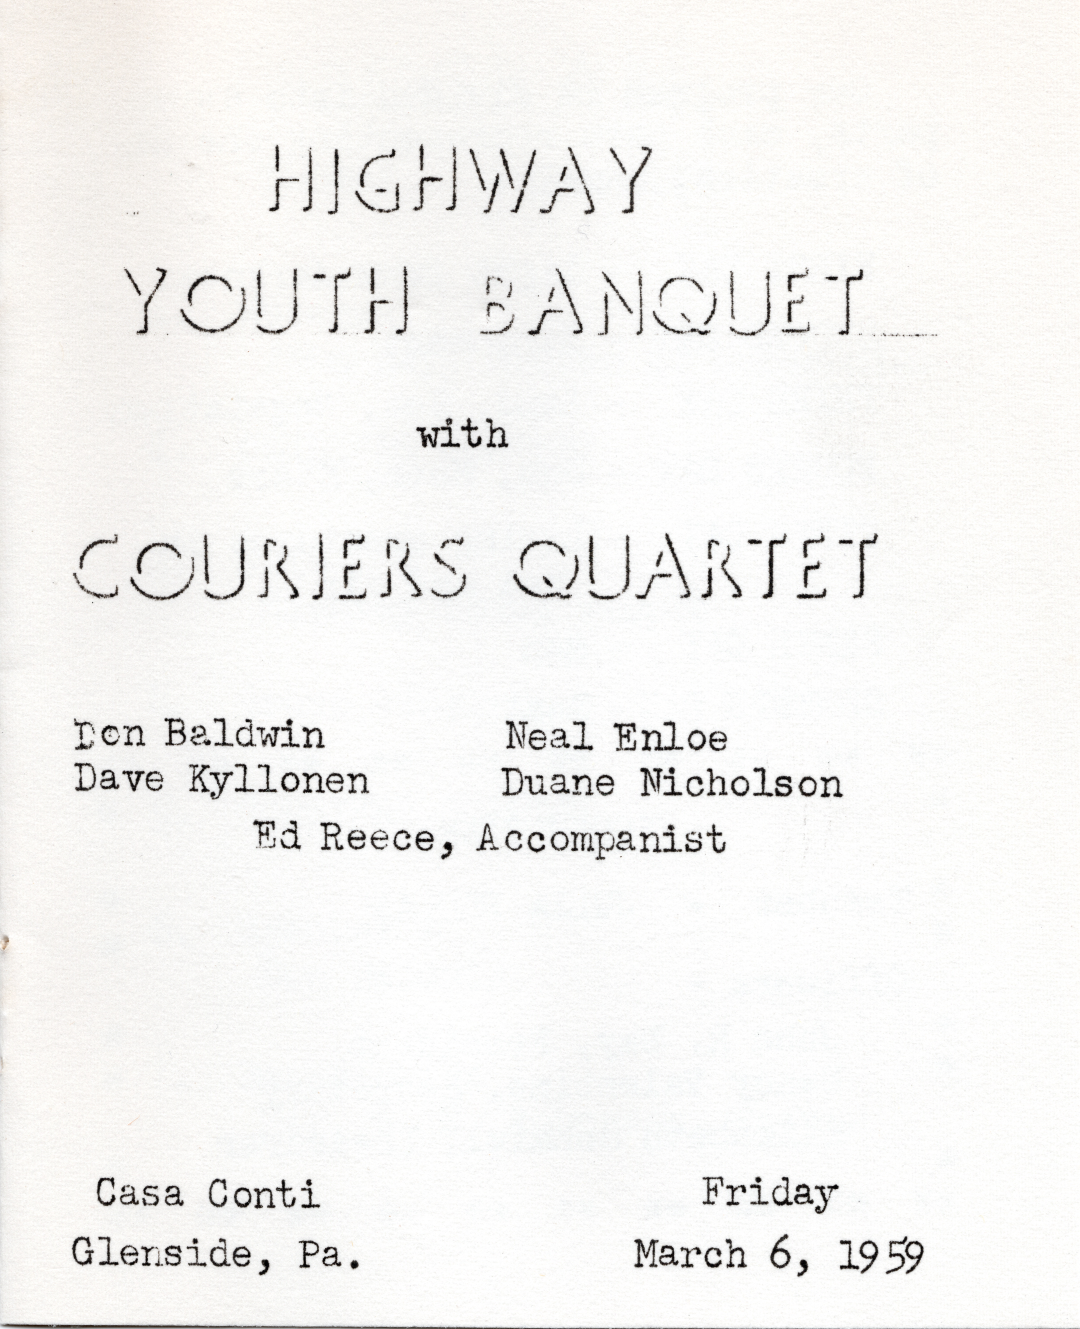 HIGHWAY
YOUTH BANQUET
with
COURIERS QUARTET
Don Baldwin Neal Enloe
Dave Kyllonen Duane Nicholson
Ed Reece, Accompanist
Casa Conti Friday
Glenside, Pa. March 6, 1959